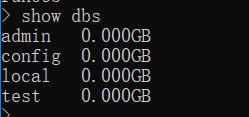 > show dbs
admin   0.000GB
config  0.000GB
local   0.000GB
test    0.000GB
>